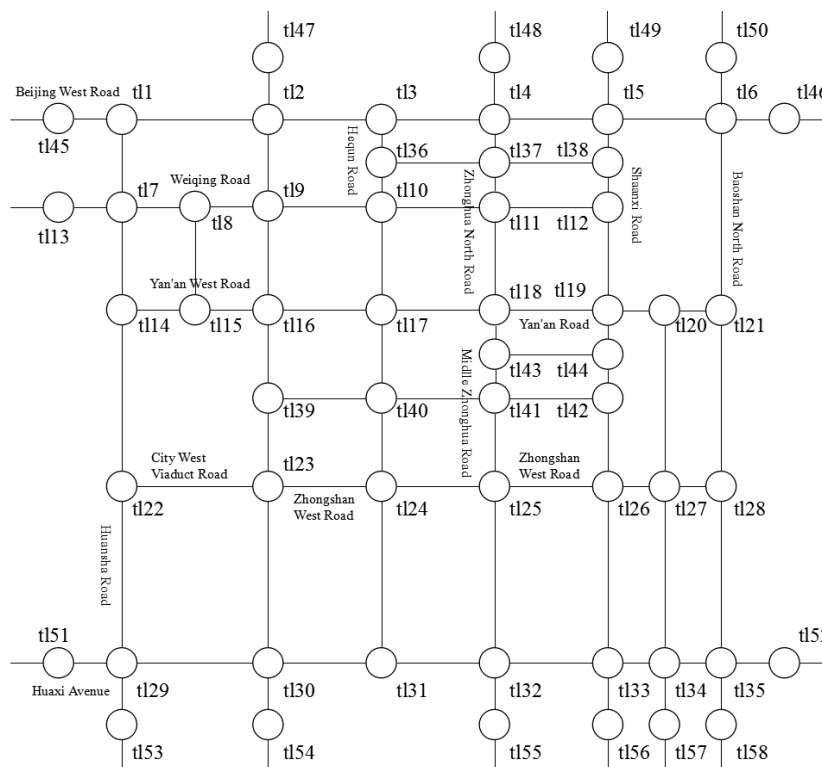 tl47
tl48
tl49
tl50
Beijing West Road
tl1
tl2
tl3
tl4
tl5
tl6
tl46
tl45
Hequn Road
tl36
tl37
tl38
Shaanxi Road
Baoshan North Road
Weiqing Road
tl7
tl9
tl10
Zhonghua North Road
tl13
tl8
tl11
tl12
Yan'an West Road
tl18
tl19
tl14
tl15
tl16
tl17
Yan'an Road
tl20
tl21
Midlle Zhonghua Road
tl43
tl44
tl39
tl40
tl41
tl42
City West
Viaduct Road
tl23
Zhongshan
West Road
tl22
Zhongshan
West Road
tl24
tl25
tl26
tl27
tl28
Huansha Road
tl51
tl52
Huaxi Avenue
tl29
tl30
tl31
tl32
tl33
tl34
tl35
tl53
tl54
tl55
tl56
tl57
tl58